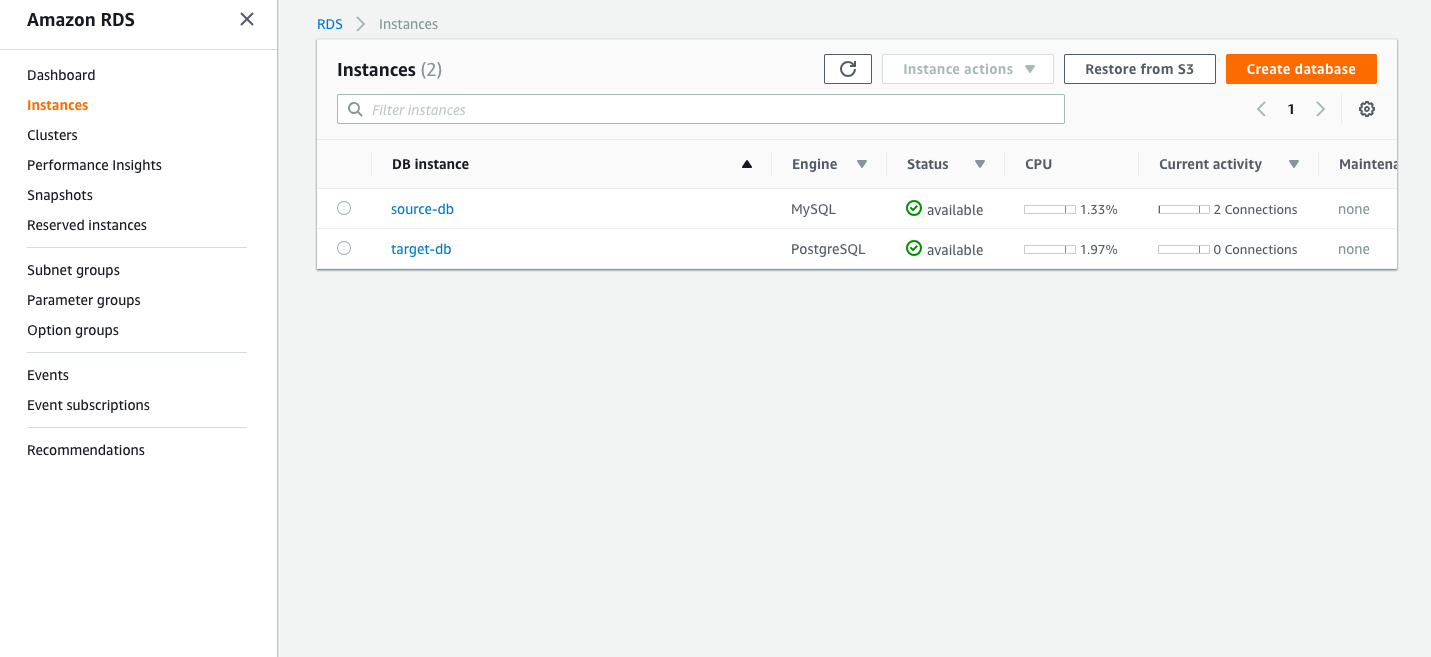 Amazon RDS
Dashboard
Instances
Clusters
Performance Insights
Snapshots
Reserved instances
Subnet groups
Parameter groups
Option groups
Events
Event subscriptions
Recommendations
RDS Instances
Instances (2) Instance actions Restore from S3 Create database
Filter instances 1
DB instance Engine Status CPU Current activity Maintena
source-db MySQL available 1.33% 2 Connections none
target-db PostgreSQL available 1.97% 0 Connections none